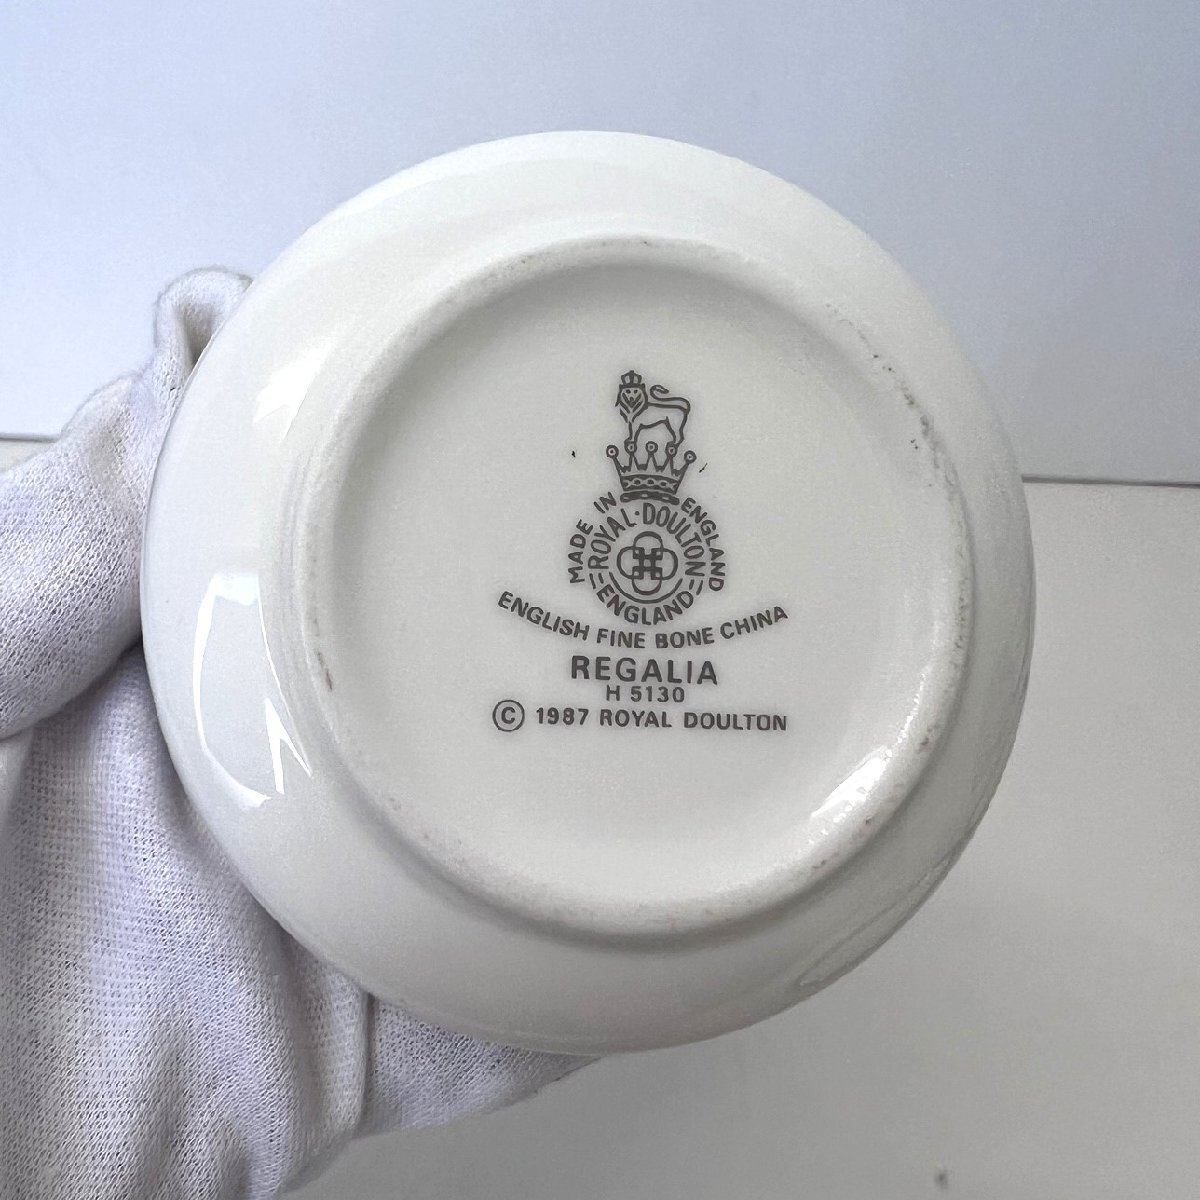 MADE IN ENGLAND
ROYAL·DOULTON
ENGLAND
ENGLISH FINE BONE CHINA
REGALIA
H 5130
© 1987 ROYAL DOULTON